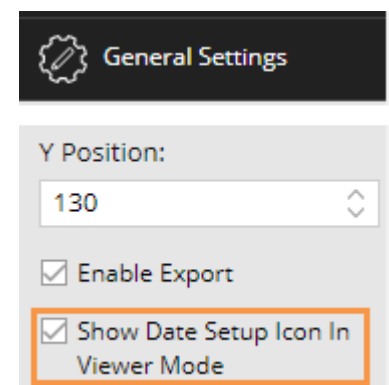 General Settings
Y Position:
130
Enable Export
Show Date Setup Icon In
Viewer Mode